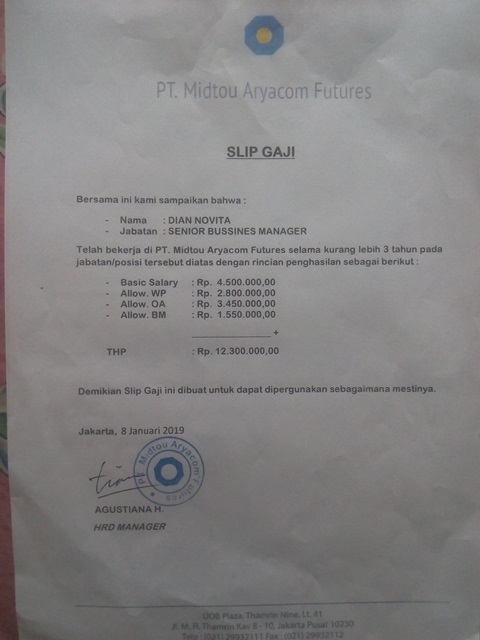 PT. Midtou Aryacom Futures
SLIP GAJI
Bersama ini kami sampaikan bahwa :
- Nama : DIAN NOVITA
- Jabatan : SENIOR BUSSINES MANAGER
Telah bekerja di PT. Midtou Aryacom Futures selama kurang lebih 3 tahun pada
jabatan/posisi tersebut diatas dengan rincian penghasilan sebagai berikut :
- Basic Salary : Rp. 4.500.000,00
- Allow. WP : Rp. 2.800.000,00
- Allow. OA : Rp. 3.450.000,00
- Allow. BM : Rp. 1.550.000,00
+
THP : Rp. 12.300.000,00
Demikian Slip Gaji ini dibuat untuk dapat dipergunakan sebagaimana mestinya.
Jakarta, 8 Januari 2019
PT. Midtou Aryacom Futures
AGUSTIANA H.
HRD MANAGER
UOB Plaza, Thamrin Nine, Lt. 41
Jl. M. H. Thamrin Kav 8 - 10, Jakarta Pusat 10230
Telp : (021) 29932111 Fax : (021) 29932112